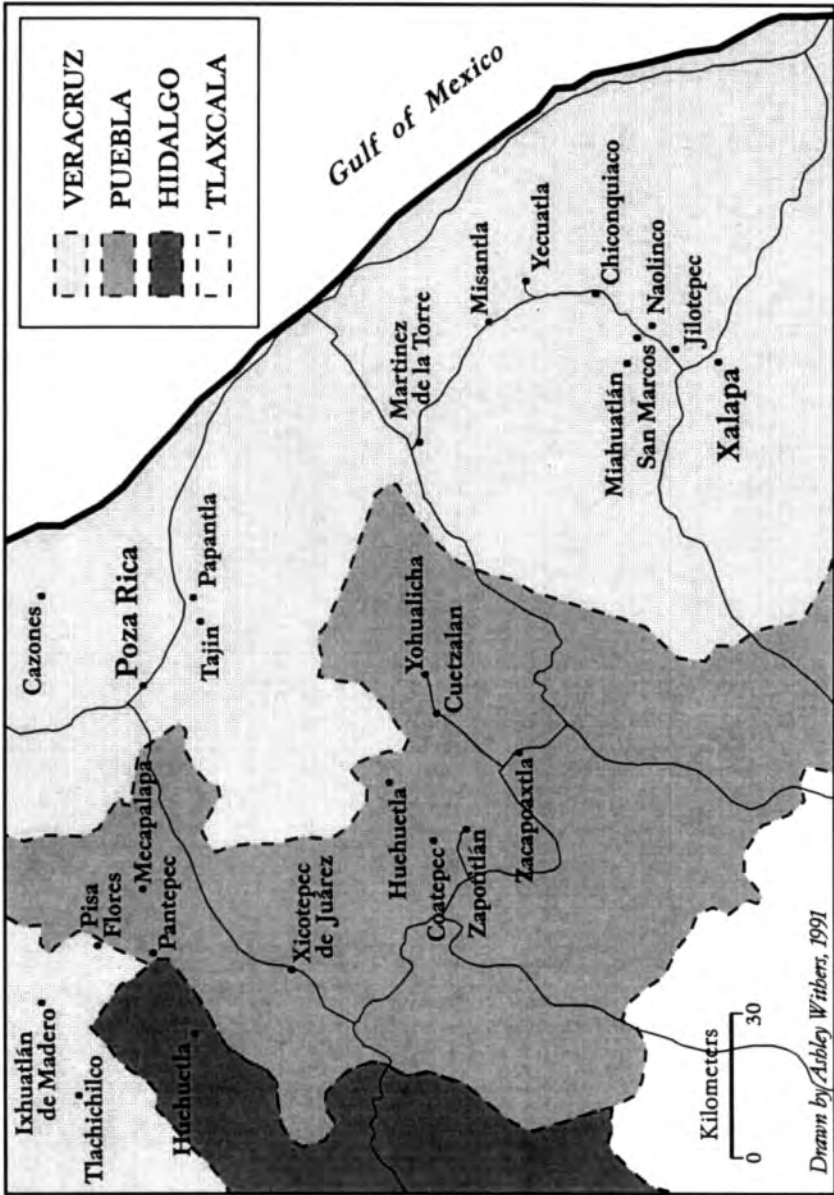 VERACRUZ
PUEBLA
HIDALGO
TLAXCALA
Gulf of Mexico
Cazones
Poza Rica
Papantla
Tajin
Ixhuatlán
de Madero
Tlachichilco
Pisa
Flores
Mecapalapa
Pantepec
Huehuetla
Xicotepec
de Juárez
Huehuetla
Coatepec
Zapotitlán
Yohualicha
Cuetzalan
Zacapoaxtla
Martinez
de la Torre
Misantla
Yecuatla
Chiconquiaco
Naolinco
Miahuatlán
San Marcos
Jilotepec
Xalapa
Kilometers
0 30
Drawn by Ashley Withers, 1991